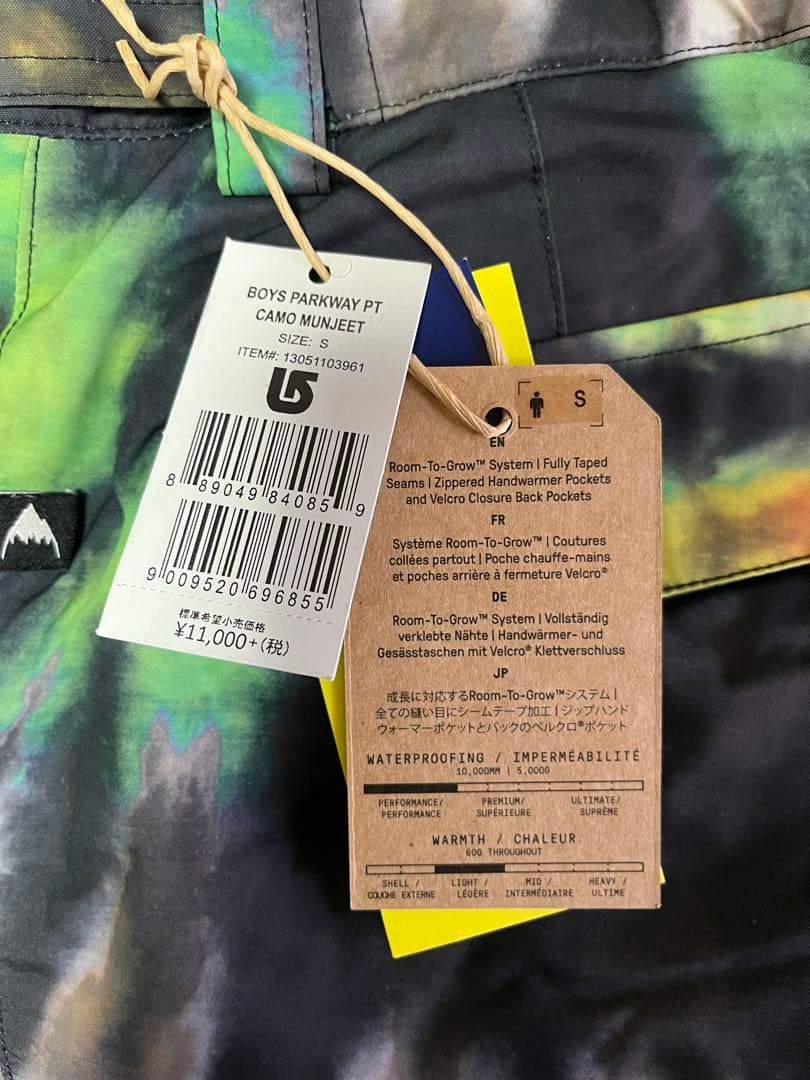 BOYS PARKWAY PT
CAMO MUNJEET
SIZE: S
ITEM#: 13051103961
8 89049 84085 9
9 009520 696855
標準希望小売価格
¥11,000+(税)
S
EN
Room-To-Grow™ System | Fully Taped
Seams | Zippered Handwarmer Pockets
and Velcro Closure Back Pockets
FR
Système Room-To-Grow™ | Coutures
collées partout | Poche chauffe-mains
et poches arrière à fermeture Velcro®
DE
Room-To-Grow™ System | Vollständig
verklebte Nähte | Handwärmer- und
Gesässtaschen mit Velcro® Klettverschluss
JP
成長に対応するRoom-To-Grow™システム |
全ての縫い目にシームテープ加工 | ジップハンド
ウォーマーポケットとバックのベルクロ®ポケット
WATERPROOFING / IMPERMÉABILITÉ
10,000MM | 5,000G
PERFORMANCE/ PREMIUM/ ULTIMATE/
PERFORMANCE SUPÉRIEURE SUPRÊME
WARMTH / CHALEUR
60G THROUGHOUT
SHELL / LIGHT / MID / HEAVY /
COUCHE EXTERNE LÉGÈRE INTERMÉDIAIRE ULTIME